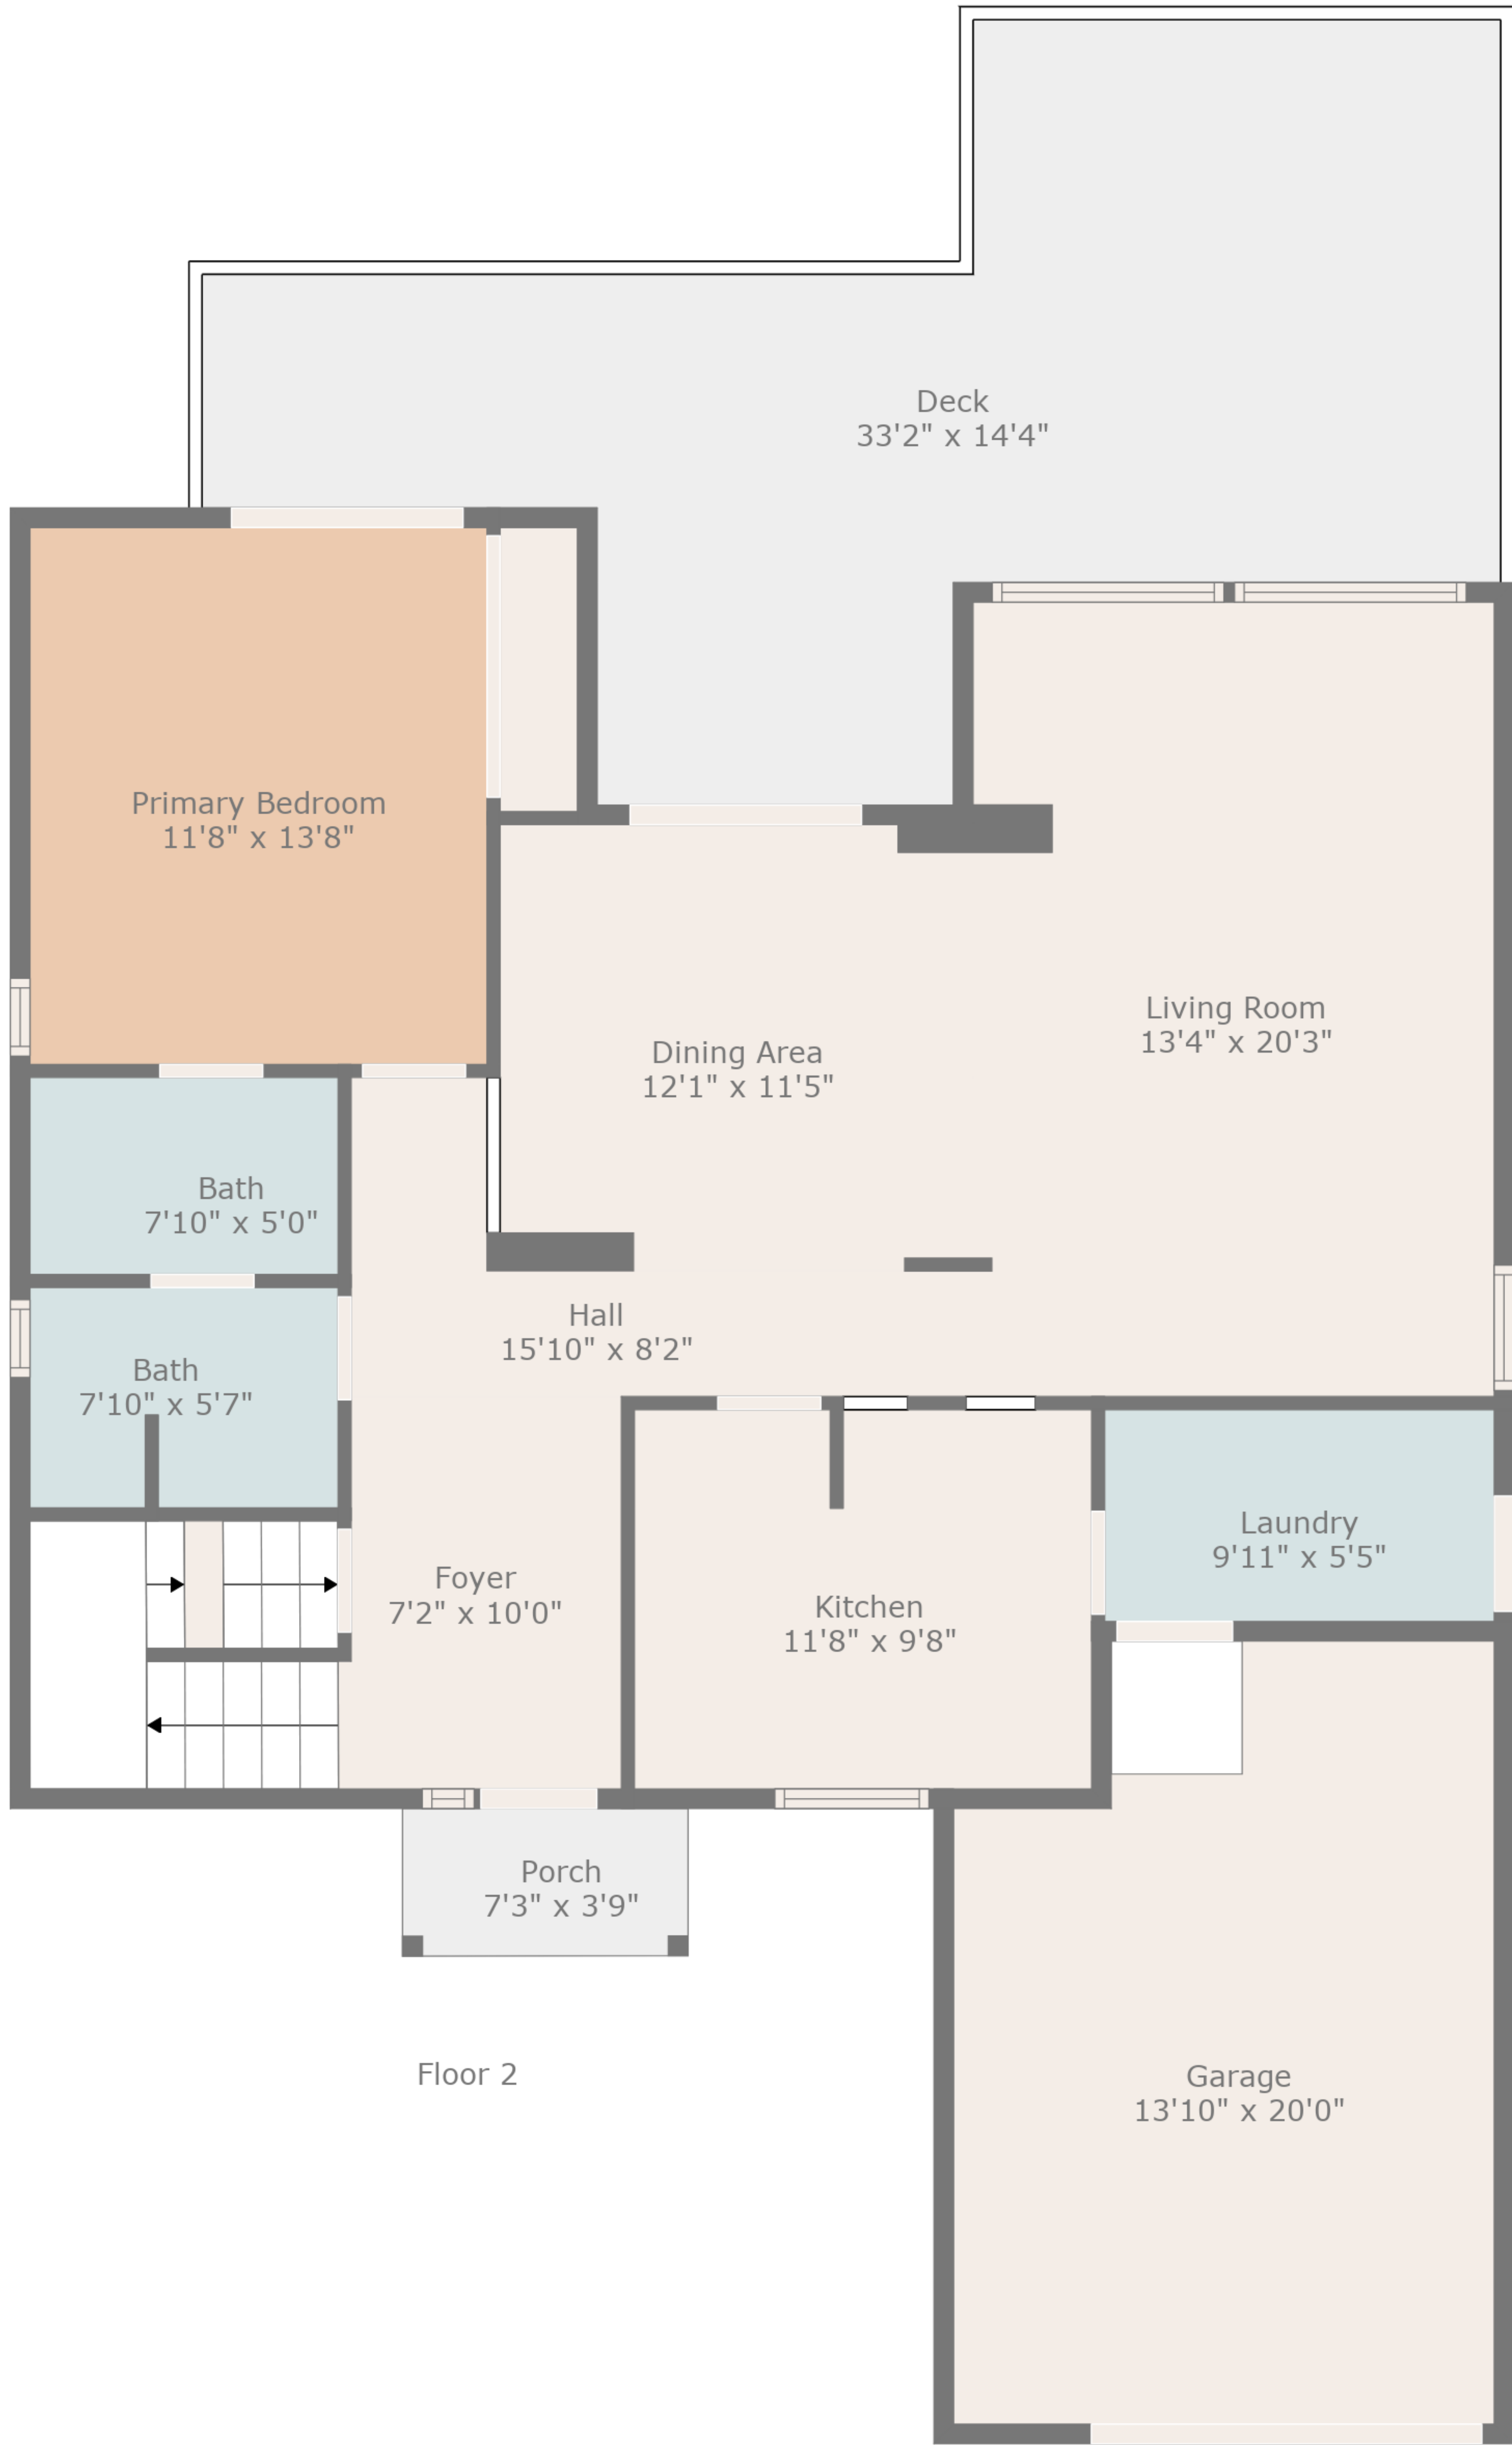 Deck
33'2" x 14'4"
Primary Bedroom
11'8" x 13'8"
Living Room
13'4" x 20'3"
Dining Area
12'1" x 11'5"
Bath
7'10" x 5'0"
Hall
15'10" x 8'2"
Bath
7'10" x 5'7"
Laundry
9'11" x 5'5"
Foyer
7'2" x 10'0"
Kitchen
11'8" x 9'8"
Porch
7'3" x 3'9"
Floor 2
Garage
13'10" x 20'0"